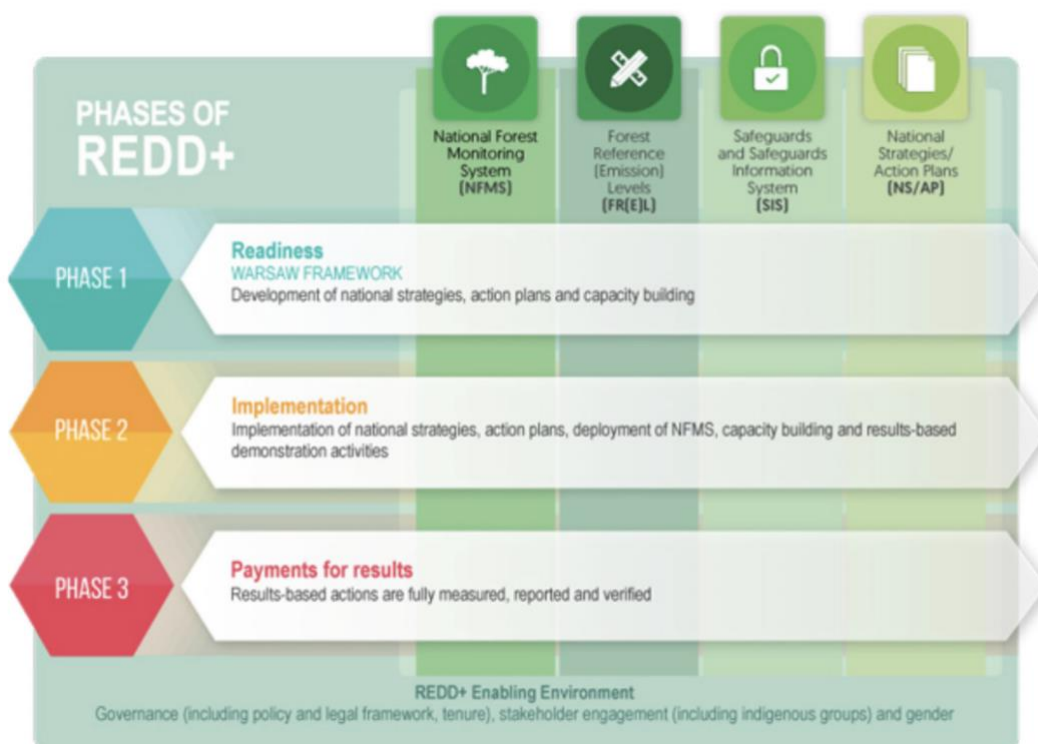 PHASES OF
REDD+
National Forest
Monitoring
System
(NFMS)
Forest
Reference
(Emission)
Levels
(FR(E)L)
Safeguards
and Safeguards
Information
System
(SIS)
National
Strategies/
Action Plans
(NS/AP)
PHASE 1
Readiness
WARSAW FRAMEWORK
Development of national strategies, action plans and capacity building
PHASE 2
Implementation
Implementation of national strategies, action plans, deployment of NFMS, capacity building and results-based
demonstration activities
PHASE 3
Payments for results
Results-based actions are fully measured, reported and verified
REDD+ Enabling Environment
Governance (including policy and legal framework, tenure), stakeholder engagement (including indigenous groups) and gender